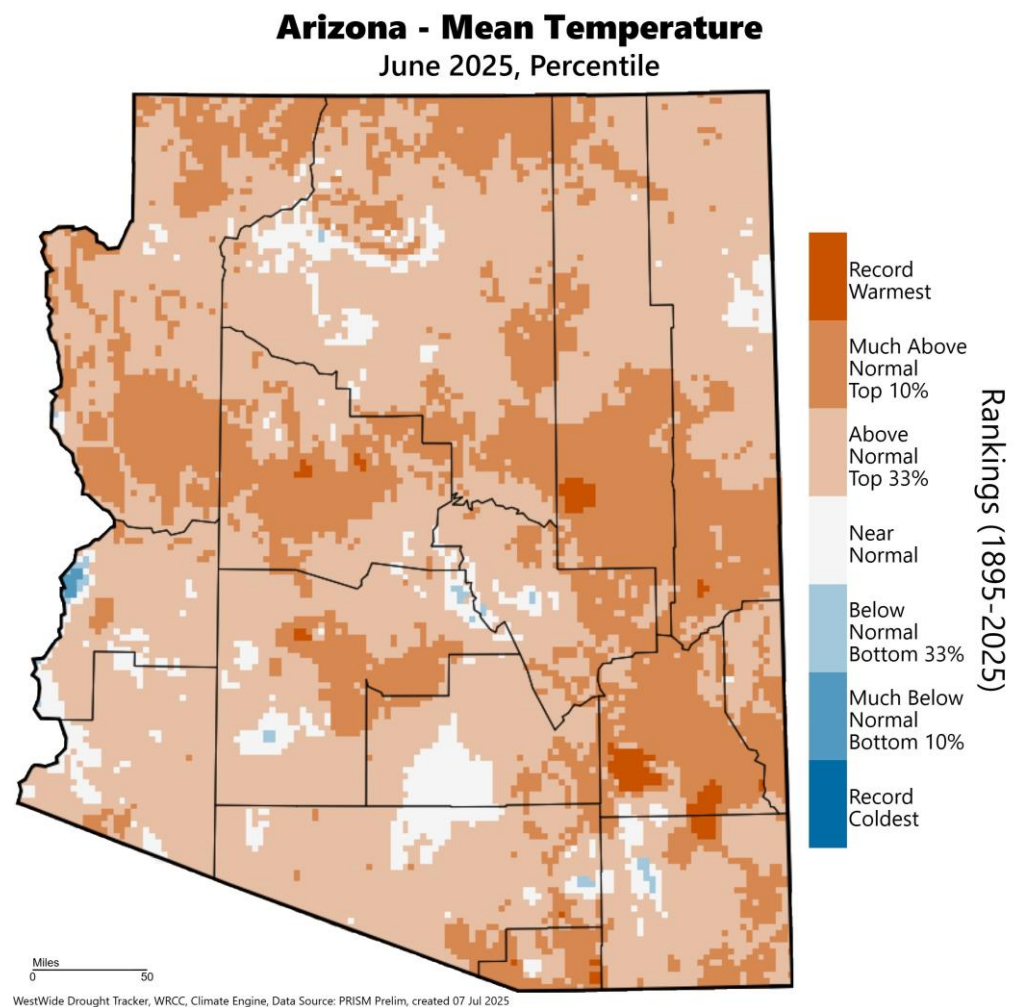 Arizona - Mean Temperature
June 2025, Percentile
Record
Warmest
Much Above
Normal
Top 10%
Above
Normal
Top 33%
Near
Normal
Below
Normal
Bottom 33%
Much Below
Normal
Bottom 10%
Record
Coldest
Rankings (1895-2025)
Miles
0 50
WestWide Drought Tracker, WRCC, Climate Engine, Data Source: PRISM Prelim, created 07 Jul 2025